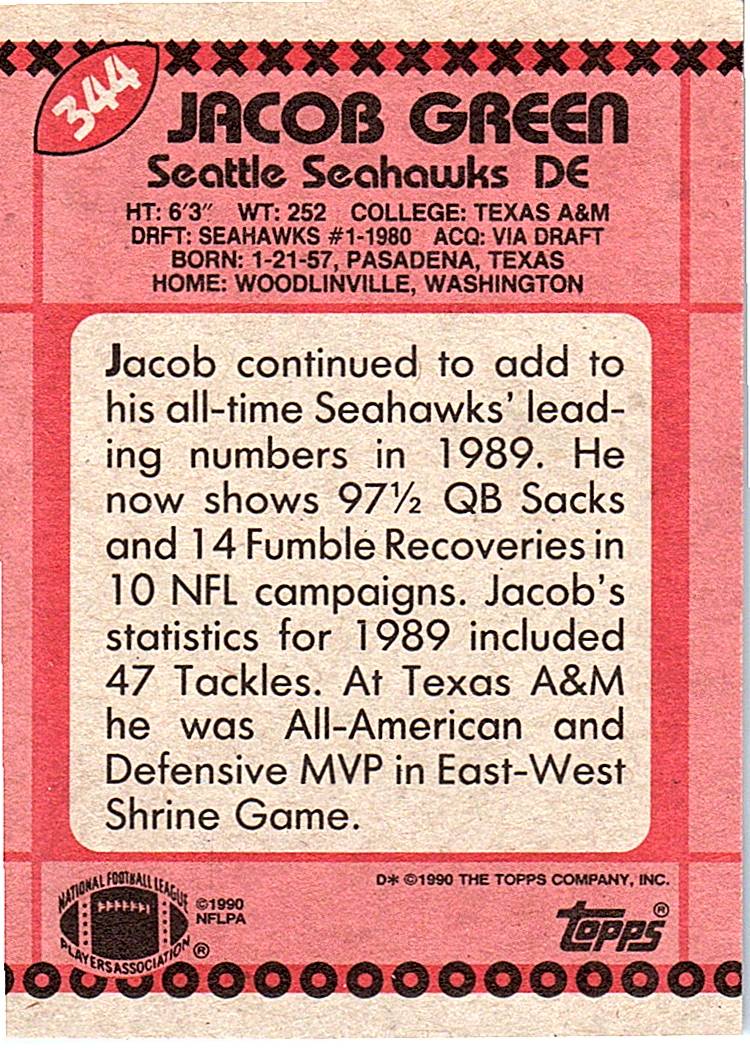 344
JACOB GREEN
Seattle Seahawks DE
HT: 6'3" WT: 252 COLLEGE: TEXAS A&M
DRFT: SEAHAWKS #1-1980 ACQ: VIA DRAFT
BORN: 1-21-57, PASADENA, TEXAS
HOME: WOODLINVILLE, WASHINGTON
Jacob continued to add to
his all-time Seahawks' lead-
ing numbers in 1989. He
now shows 97½ QB Sacks
and 14 Fumble Recoveries in
10 NFL campaigns. Jacob's
statistics for 1989 included
47 Tackles. At Texas A&M
he was All-American and
Defensive MVP in East-West
Shrine Game.
D* ©1990 THE TOPPS COMPANY, INC.
NATIONAL FOOTBALL LEAGUE
PLAYERS ASSOCIATION ®
©1990
NFLPA
topps®